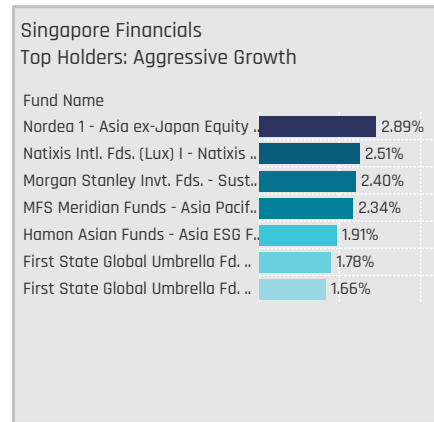 Singapore Financials
Top Holders: Aggressive Growth
Fund Name
Nordea 1 - Asia ex-Japan Equity .. 2.89%
Natixis Intl. Fds. (Lux) I - Natixis .. 2.51%
Morgan Stanley Invt. Fds. - Sust.. 2.40%
MFS Meridian Funds - Asia Pacif.. 2.34%
Hamon Asian Funds - Asia ESG F.. 1.91%
First State Global Umbrella Fd. .. 1.78%
First State Global Umbrella Fd. .. 1.66%